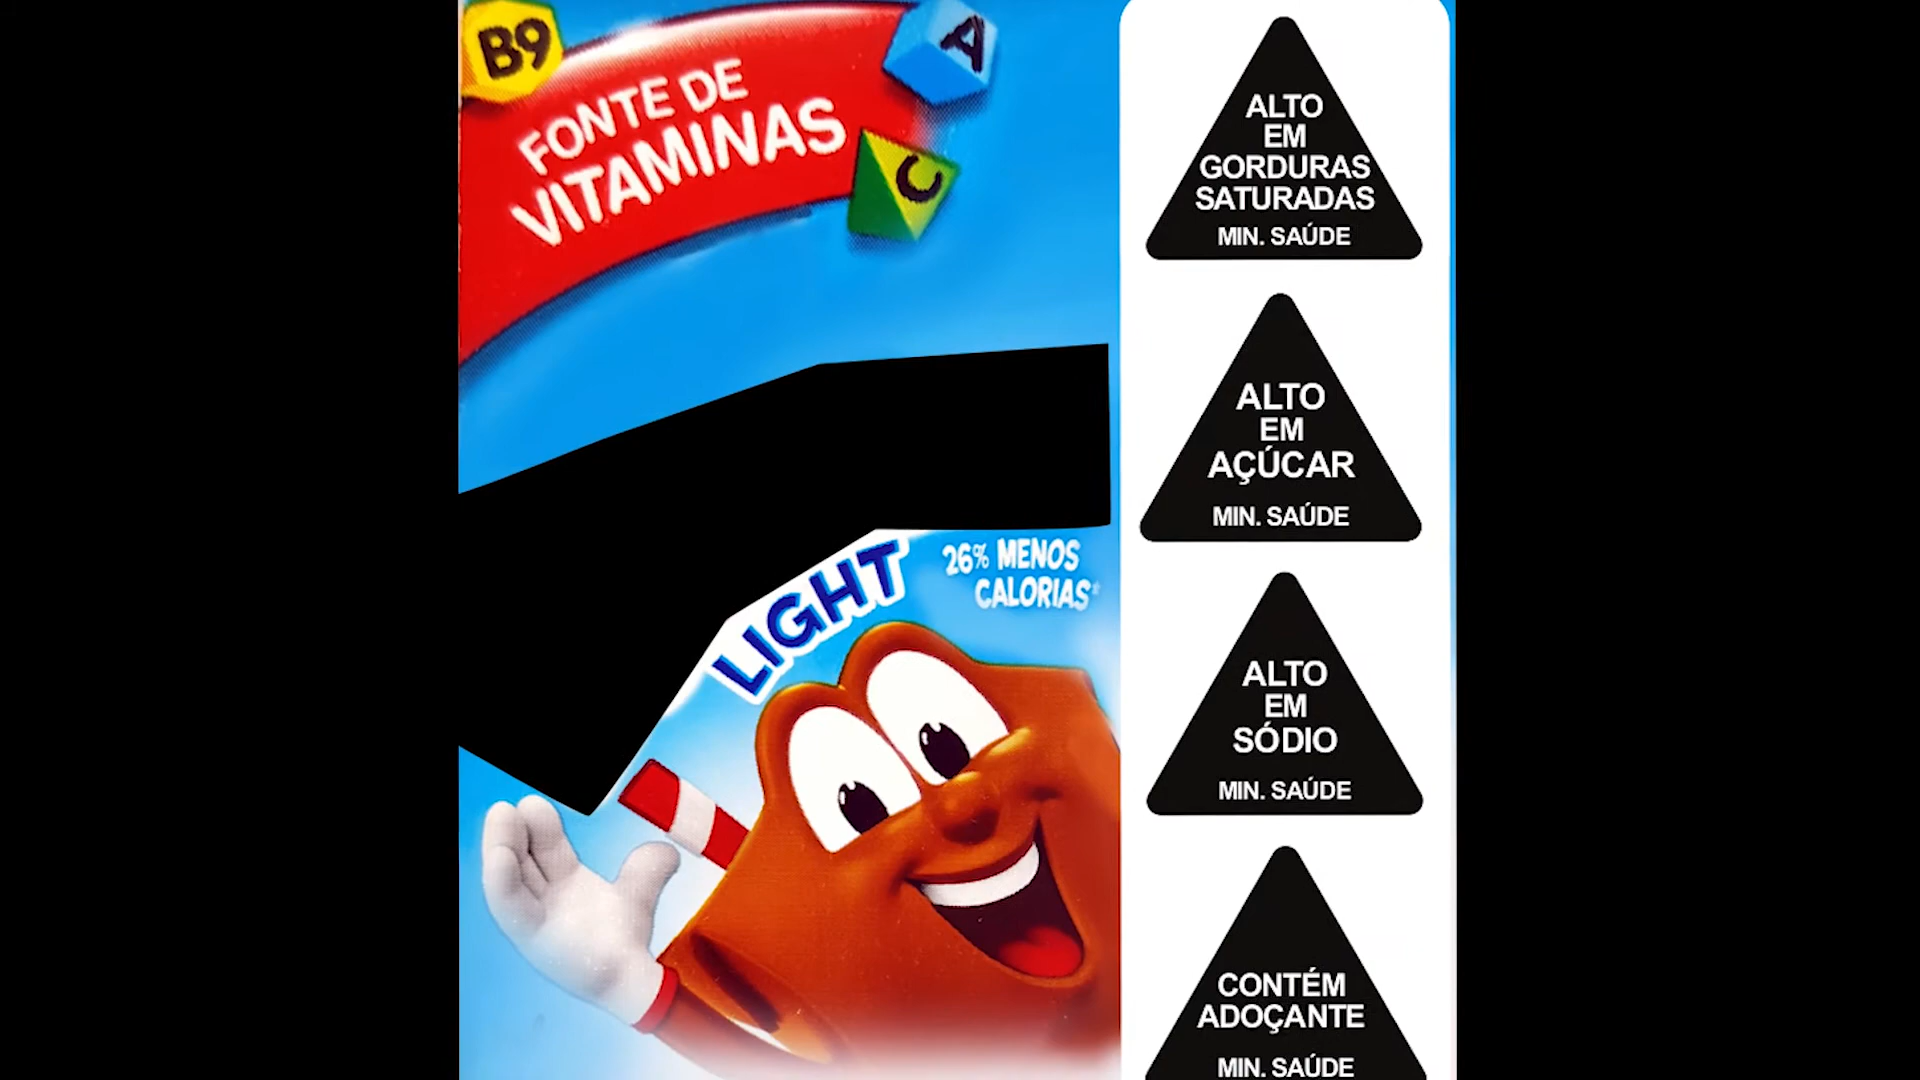 B9
A
FONTE DE
VITAMINAS
C
LIGHT
26% MENOS
CALORIAS*
ALTO
EM
GORDURAS
SATURADAS
MIN. SAÚDE
ALTO
EM
AÇÚCAR
MIN. SAÚDE
ALTO
EM
SÓDIO
MIN. SAÚDE
CONTÉM
ADOÇANTE
MIN. SAÚDE